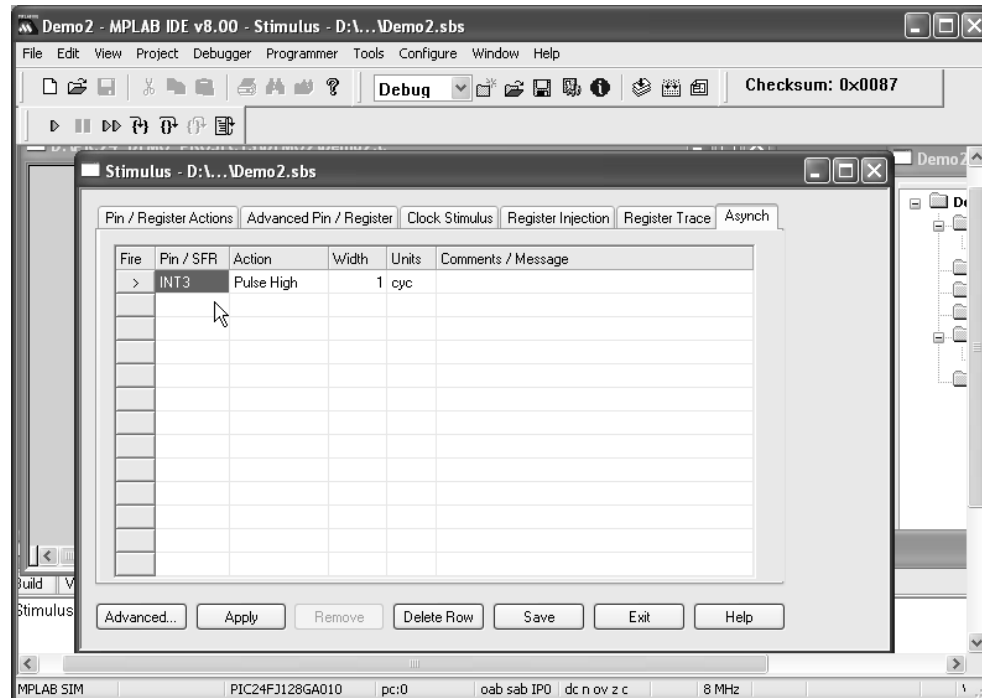 Demo2 - MPLAB IDE v8.00 - Stimulus - D:\...\Demo2.sbs
File Edit View Project Debugger Programmer Tools Configure Window Help
Debug
Checksum: 0x0087
Demo2
Stimulus - D:\...\Demo2.sbs
Pin / Register Actions Advanced Pin / Register Clock Stimulus Register Injection Register Trace Asynch
Fire Pin / SFR Action Width Units Comments / Message
> INT3 Pulse High 1 cyc
Stimulus
Advanced... Apply Remove Delete Row Save Exit Help
MPLAB SIM PIC24FJ128GA010 pc:0 oab sab IP0 dc n ov z c 8 MHz